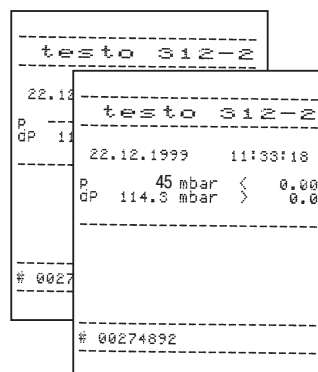 testo 312-2
22.12
P
dP 11
# 0027
testo 312-2
22.12.1999 11:33:18
P 45 mbar < 0.00
dP 114.3 mbar > 0.0
# 00274892